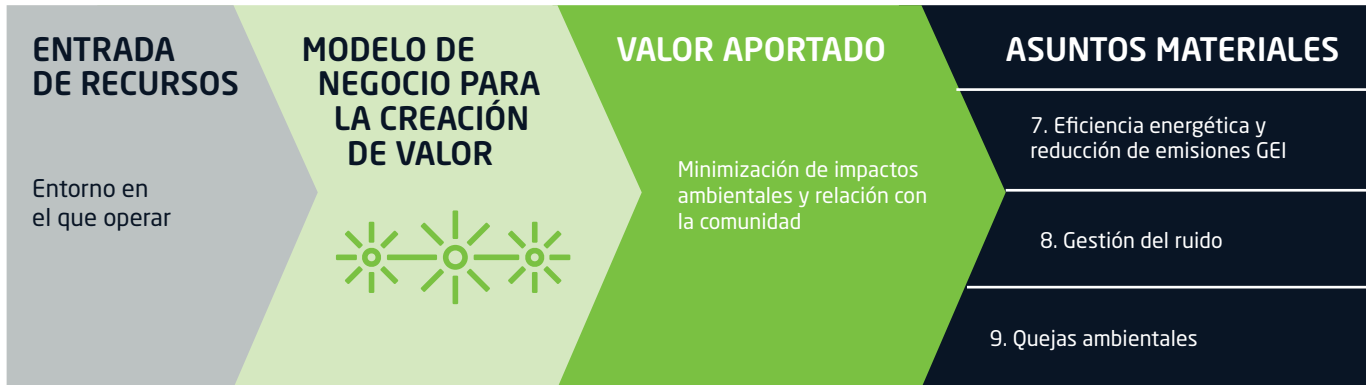 ENTRADA
DE RECURSOS
Entorno en
el que operar
MODELO DE
NEGOCIO PARA
LA CREACIÓN
DE VALOR
VALOR APORTADO
Minimización de impactos
ambientales y relación con
la comunidad
ASUNTOS MATERIALES
7. Eficiencia energética y
reducción de emisiones GEI
8. Gestión del ruido
9. Quejas ambientales